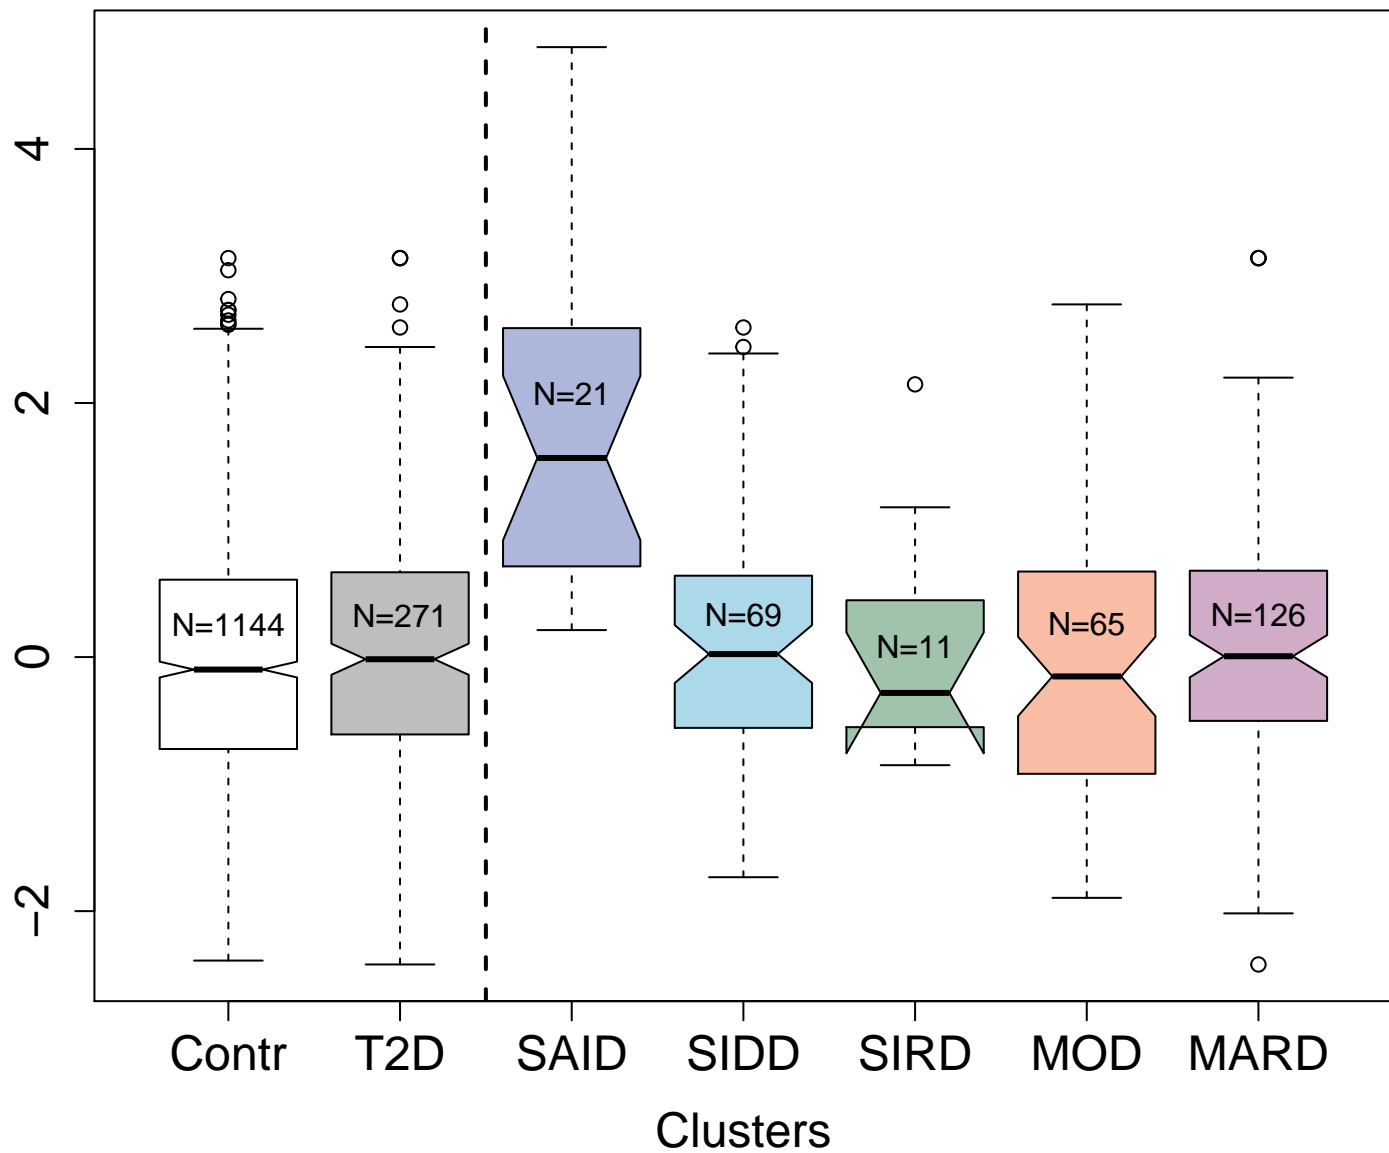 4
2
0
−2
N=1144
N=271
N=21
N=69
N=11
N=65
N=126
Contr T2D SAID SIDD SIRD MOD MARD
Clusters